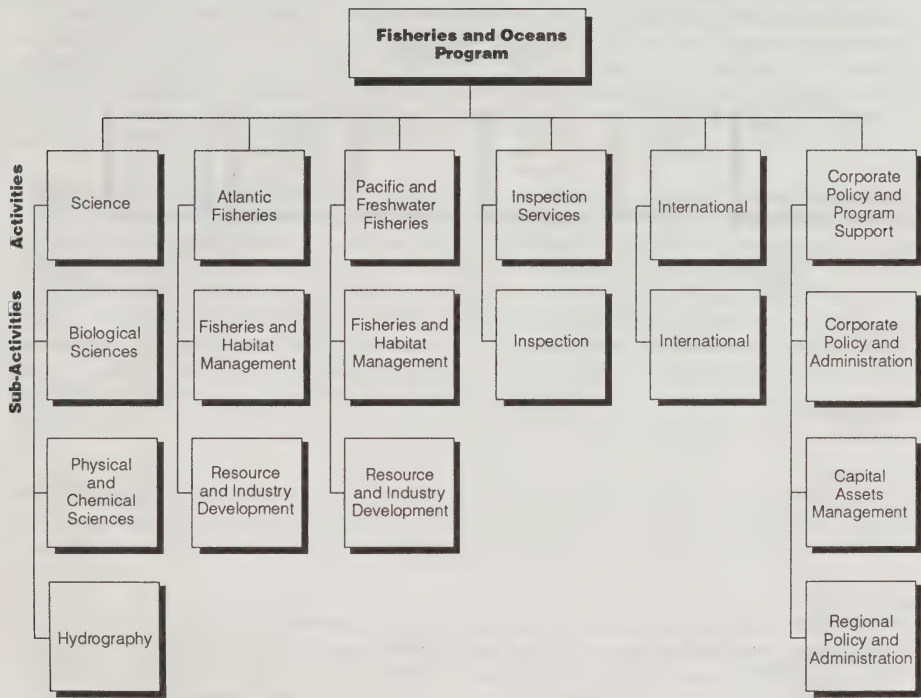 Fisheries and Oceans
Program
Activities
Science
Atlantic
Fisheries
Pacific and
Freshwater
Fisheries
Inspection
Services
International
Corporate
Policy and
Program
Support
Sub-Activities
Biological
Sciences
Fisheries and
Habitat
Management
Fisheries and
Habitat
Management
Inspection
International
Corporate
Policy and
Administration
Physical
and
Chemical
Sciences
Resource
and Industry
Development
Resource
and Industry
Development
Capital
Assets
Management
Hydrography
Regional
Policy and
Administration